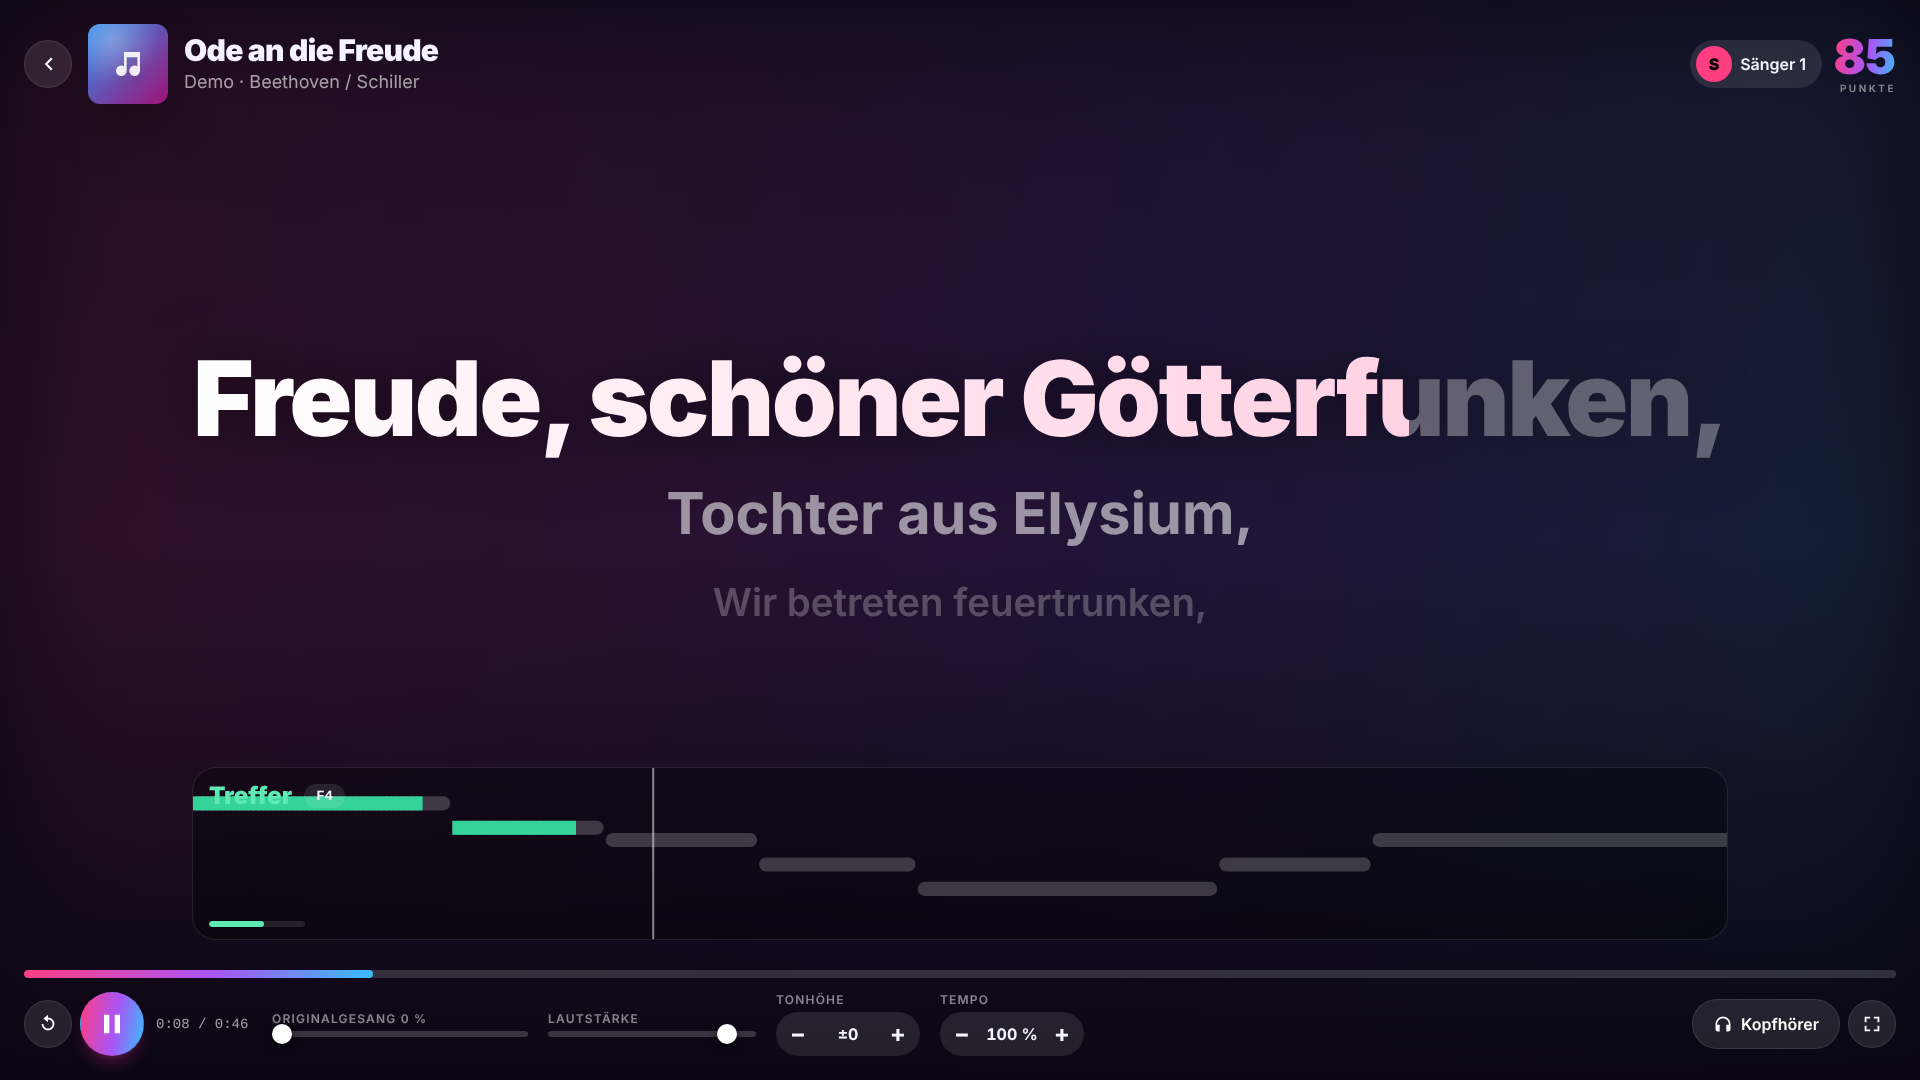 Ode an die Freude
Demo · Beethoven / Schiller
S Sänger 1
85
PUNKTE
Freude, schöner Götterfunken,
Tochter aus Elysium,
Wir betreten feuertrunken,
Treffer F4
0:08 / 0:46
ORIGINALGESANG 0 %
LAUTSTÄRKE
TONHÖHE
− ±0 +
TEMPO
− 100 % +
Kopfhörer